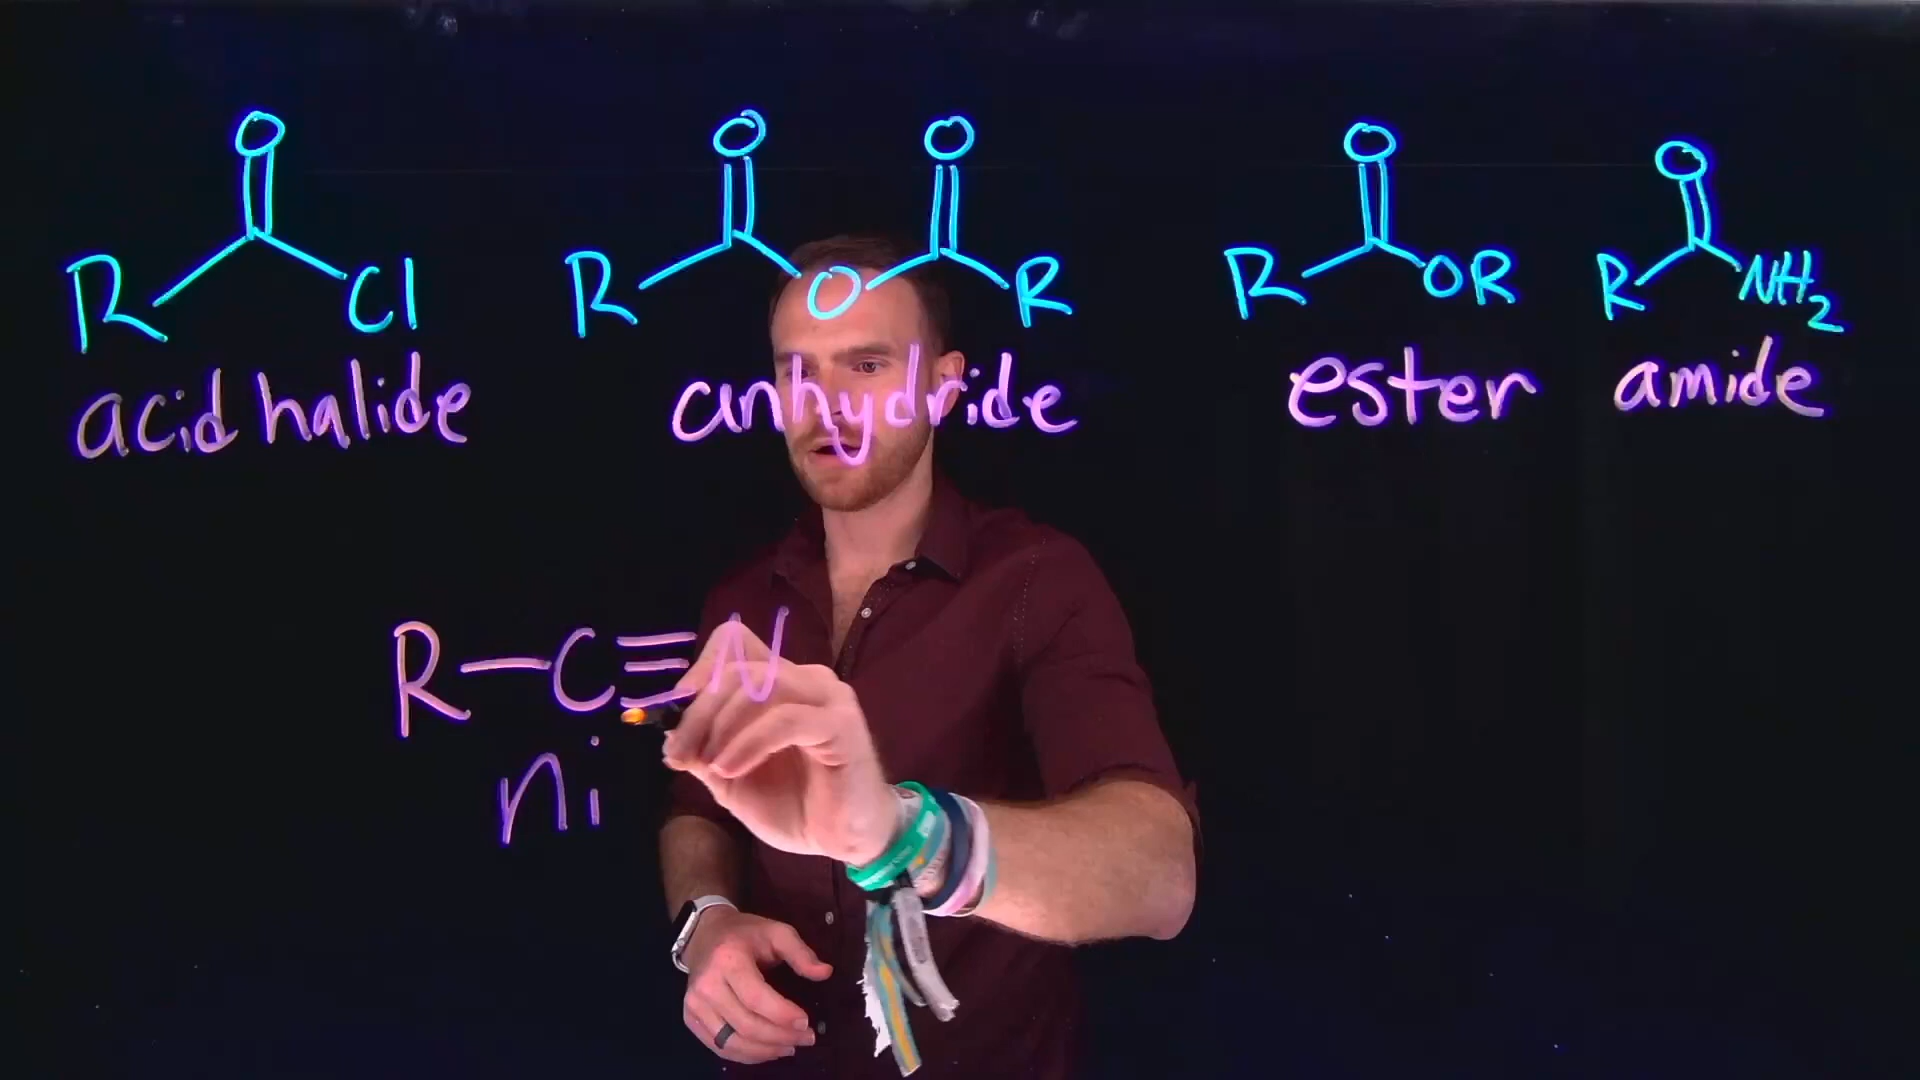 O O O O O
R Cl R O R R OR R NH2
acid halide anhydride ester amide
R-C≡N
ni